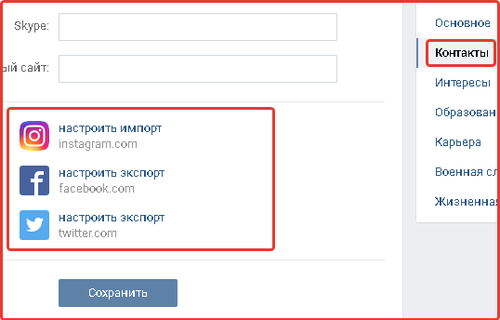 Skype:
ый сайт:
настроить импорт
instagram.com
настроить экспорт
facebook.com
настроить экспорт
twitter.com
Сохранить
Основное
Контакты
Интересы
Образован
Карьера
Военная сл
Жизненная